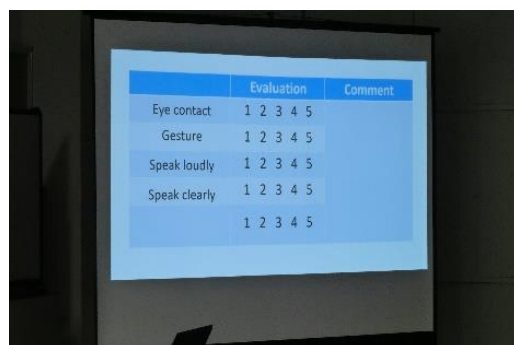 Evaluation Comment
Eye contact 1 2 3 4 5
Gesture 1 2 3 4 5
Speak loudly 1 2 3 4 5
Speak clearly 1 2 3 4 5
1 2 3 4 5